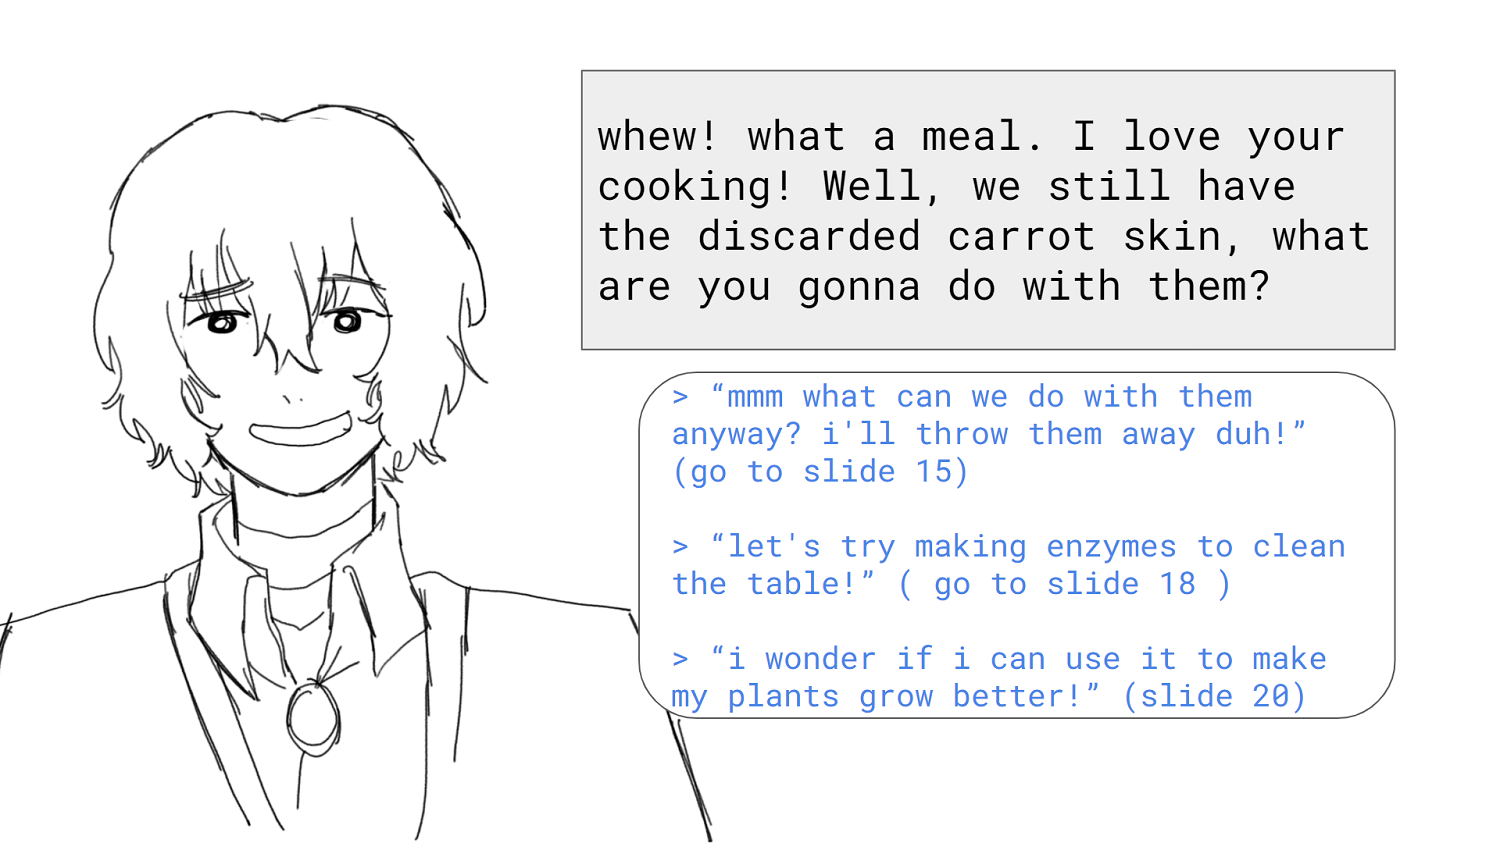 whew! what a meal. I love your
cooking! Well, we still have
the discarded carrot skin, what
are you gonna do with them?
> “mmm what can we do with them
anyway? i'll throw them away duh!”
(go to slide 15)
> “let's try making enzymes to clean
the table!” ( go to slide 18 )
> “i wonder if i can use it to make
my plants grow better!” (slide 20)